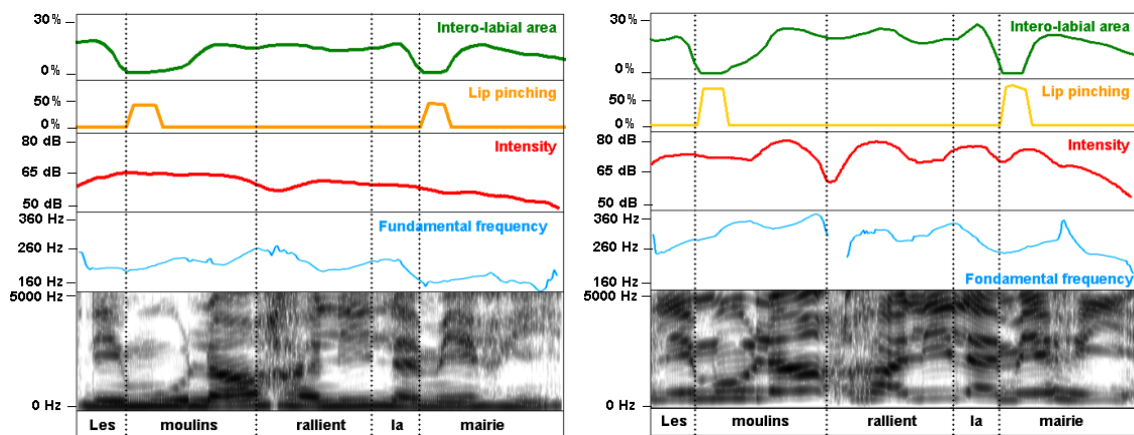 30%
Intero-labial area
0%
50%
Lip pinching
0%
80 dB
Intensity
65 dB
50 dB
360 Hz
Fundamental frequency
260 Hz
160 Hz
5000 Hz
0 Hz
Les moulins rallient la mairie
30%
Intero-labial area
0%
50%
Lip pinching
0%
80 dB
Intensity
65 dB
50 dB
360 Hz
260 Hz
Fondamental frequency
160 Hz
5000 Hz
0 Hz
Les moulins rallient la mairie